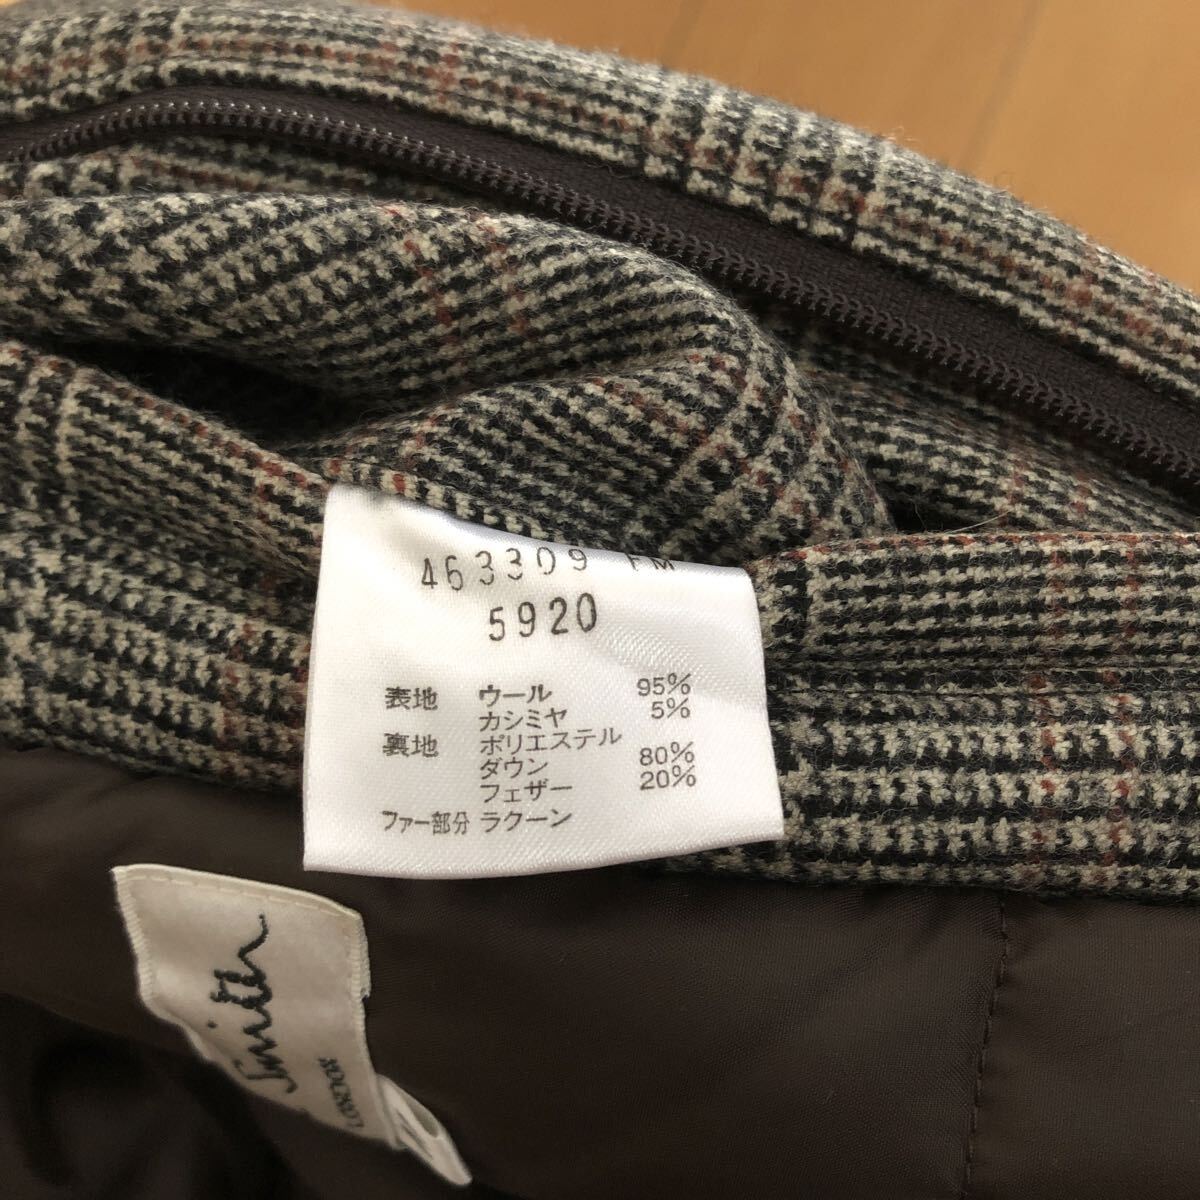 463309 FM
5920
表地 ウール 95%
カシミヤ 5%
裏地 ポリエステル
ダウン 80%
フェザー 20%
ファー部分 ラクーン
Smith
LONDON